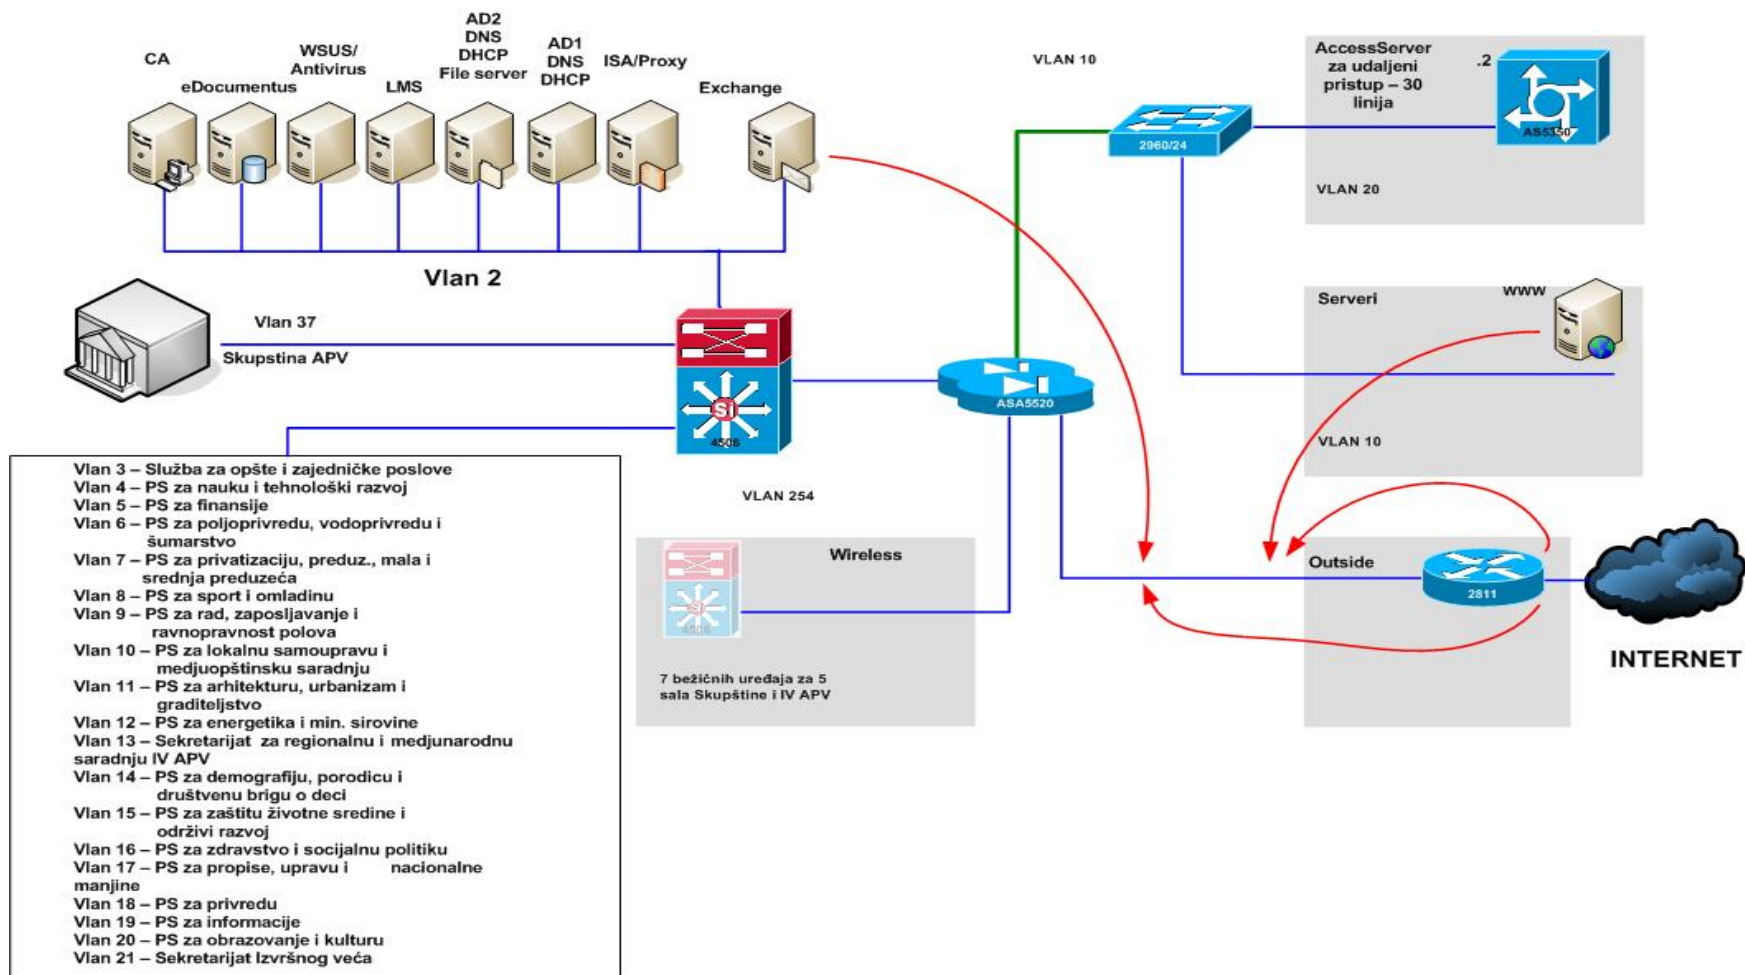 CA
eDocumentus
WSUS/
Antivirus
LMS
AD2
DNS
DHCP
File server
AD1
DNS
DHCP
ISA/Proxy
Exchange
VLAN 10
AccessServer
za udaljeni
pristup – 30
linija
.2
AS5350
VLAN 20
2960/24
Vlan 2
Vlan 37
Skupstina APV
Si
4506
ASA5520
Serveri
WWW
VLAN 10
VLAN 254
Wireless
Si
4506
7 bežičnih uređaja za 5
sala Skupštine i IV APV
Outside
2811
INTERNET
Vlan 3 – Služba za opšte i zajedničke poslove
Vlan 4 – PS za nauku i tehnološki razvoj
Vlan 5 – PS za finansije
Vlan 6 – PS za poljoprivredu, vodoprivredu i
šumarstvo
Vlan 7 – PS za privatizaciju, preduz., mala i
srednja preduzeća
Vlan 8 – PS za sport i omladinu
Vlan 9 – PS za rad, zaposljavanje i
ravnopravnost polova
Vlan 10 – PS za lokalnu samoupravu i
medjuopštinsku saradnju
Vlan 11 – PS za arhitekturu, urbanizam i
graditeljstvo
Vlan 12 – PS za energetika i min. sirovine
Vlan 13 – Sekretarijat za regionalnu i medjunarodnu
saradnju IV APV
Vlan 14 – PS za demografiju, porodicu i
društvenu brigu o deci
Vlan 15 – PS za zaštitu životne sredine i
održivi razvoj
Vlan 16 – PS za zdravstvo i socijalnu politiku
Vlan 17 – PS za propise, upravu i nacionalne
manjine
Vlan 18 – PS za privredu
Vlan 19 – PS za informacije
Vlan 20 – PS za obrazovanje i kulturu
Vlan 21 – Sekretarijat Izvršnog veća